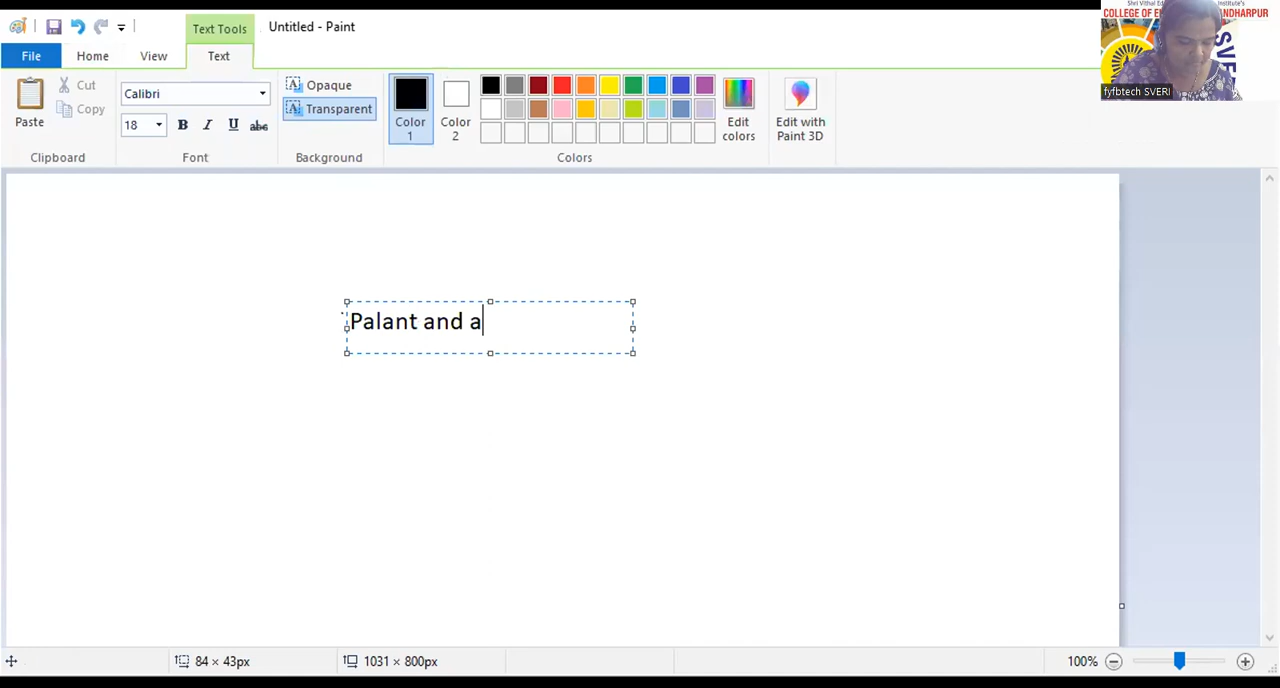 Text Tools
Untitled - Paint
File
Home
View
Text
Paste
Cut
Copy
Clipboard
Calibri
18
B I U abc
Font
Opaque
Transparent
Background
Color 1
Color 2
Edit colors
Colors
Edit with Paint 3D
COLLEGE OF
NDHARPUR
fyfbtech SVERI
Palant and a
84 × 43px
1031 × 800px
100%